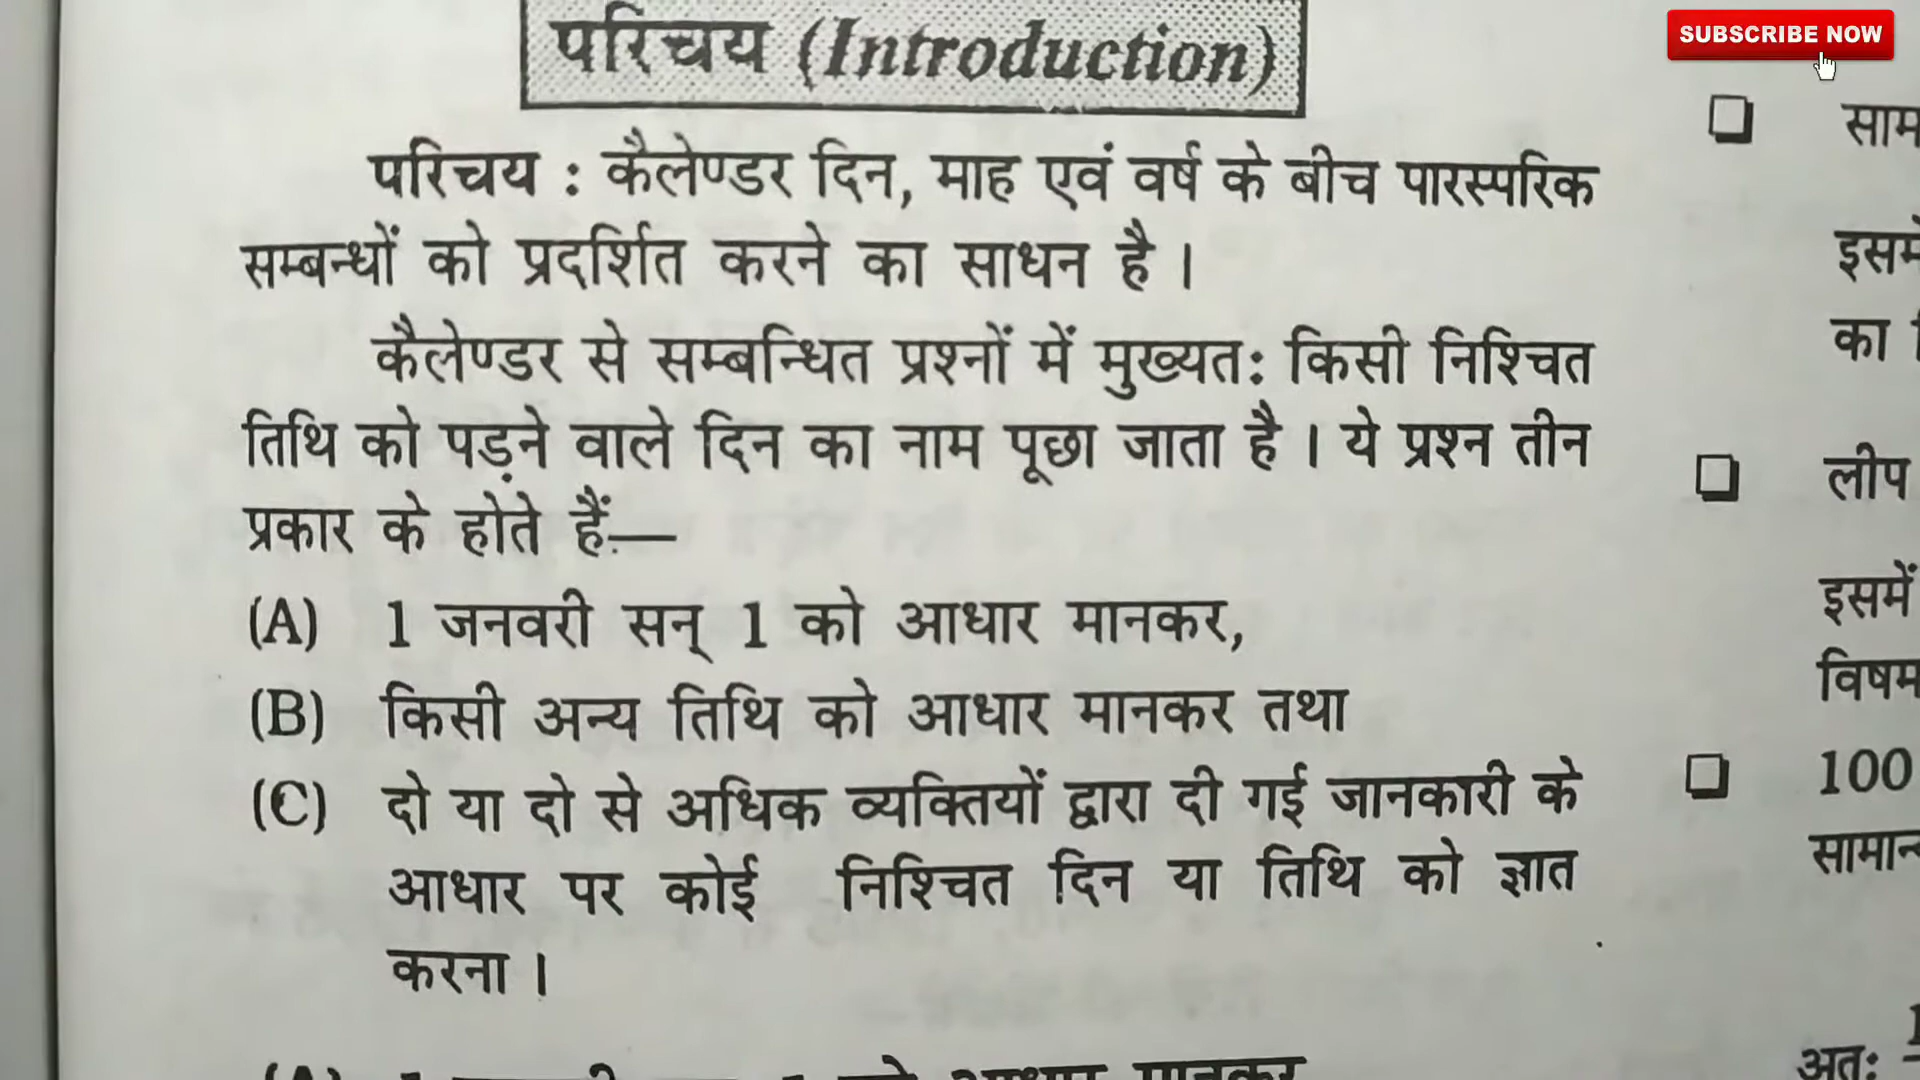 परिचय (Introduction)
SUBSCRIBE NOW
परिचय : कैलेण्डर दिन, माह एवं वर्ष के बीच पारस्परिक
सम्बन्धों को प्रदर्शित करने का साधन है ।
कैलेण्डर से सम्बन्धित प्रश्नों में मुख्यतः किसी निश्चित
तिथि को पड़ने वाले दिन का नाम पूछा जाता है । ये प्रश्न तीन
प्रकार के होते हैं—
(A) 1 जनवरी सन् 1 को आधार मानकर,
(B) किसी अन्य तिथि को आधार मानकर तथा
(C) दो या दो से अधिक व्यक्तियों द्वारा दी गई जानकारी के
आधार पर कोई निश्चित दिन या तिथि को ज्ञात
करना ।
का
लीप
इसमें
100
अतः